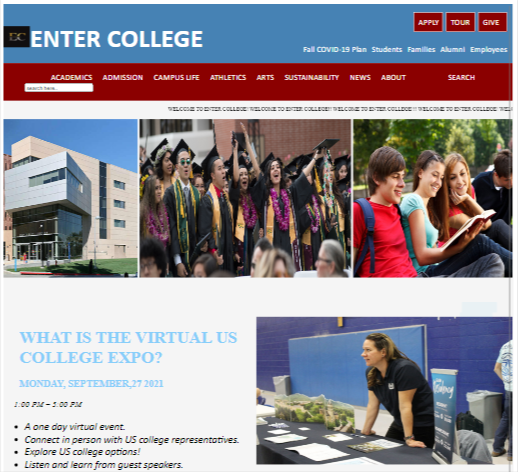 APPLY TOUR GIVE
EC ENTER COLLEGE
Fall COVID-19 Plan Students Families Alumni Employees
ACADEMICS ADMISSION CAMPUS LIFE ATHLETICS ARTS SUSTAINABILITY NEWS ABOUT SEARCH
search here..
WELCOME TO ENTER COLLEGE! WELCOME TO ENTER COLLEGE!! WELCOME TO ENTER COLLEGE !! WELCOME TO ENTER COLLEGE!
WHAT IS THE VIRTUAL US
COLLEGE EXPO?
MONDAY, SEPTEMBER,27 2021
1:00 PM – 5:00 PM
• A one day virtual event.
• Connect in person with US college representatives.
• Explore US college options!
• Listen and learn from guest speakers.